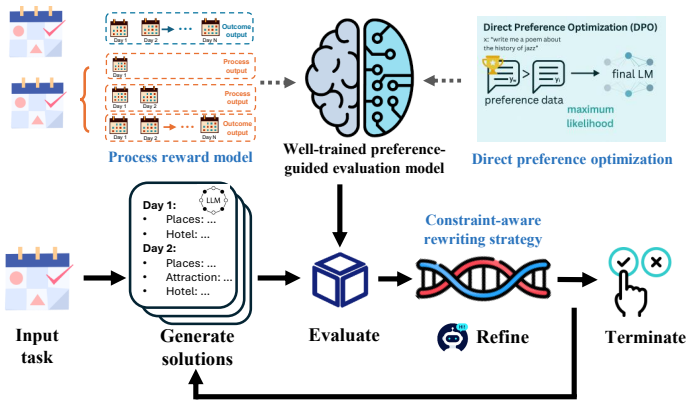 Day 1
Day 2
Day N
Outcome
output
Day 1
Process
output
Day 1
Day 2
Process
output
Day 1
Day 2
Day N
Outcome
output
Process reward model
Well-trained preference-
guided evaluation model
Direct Preference Optimization (DPO)
x: "write me a poem about
the history of jazz"
yw
>
yl
final LM
preference data
maximum
likelihood
Direct preference optimization
LLM
Day 1:
• Places: ...
• Hotel: ...
Day 2:
• Places: ...
• Attraction: ...
• Hotel: ...
Constraint-aware
rewriting strategy
Input
task
Generate
solutions
Evaluate
Refine
Terminate